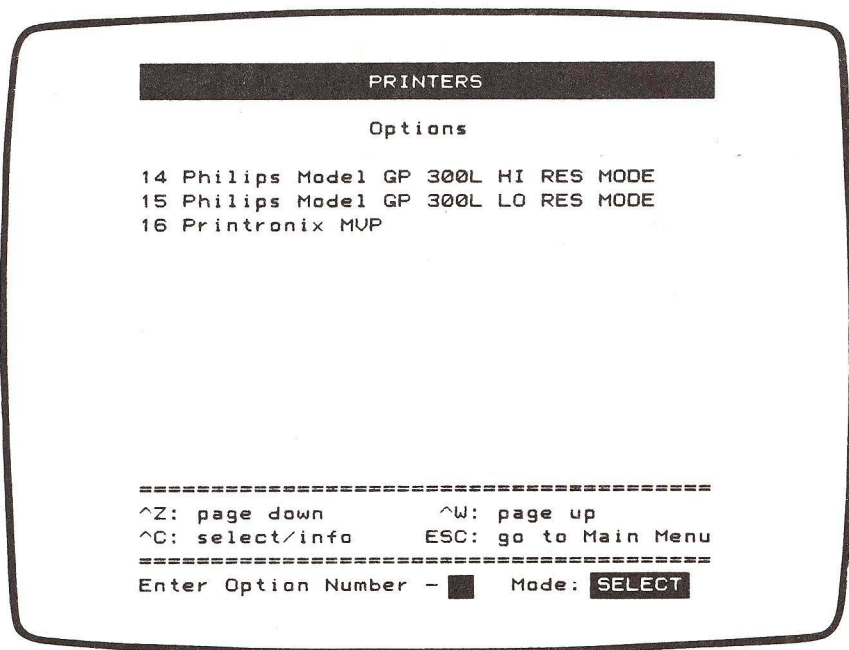 PRINTERS
Options
14 Philips Model GP 300L HI RES MODE
15 Philips Model GP 300L LO RES MODE
16 Printronix MVP
=======================================
^Z: page down ^W: page up
^C: select/info ESC: go to Main Menu
=======================================
Enter Option Number - Mode: SELECT